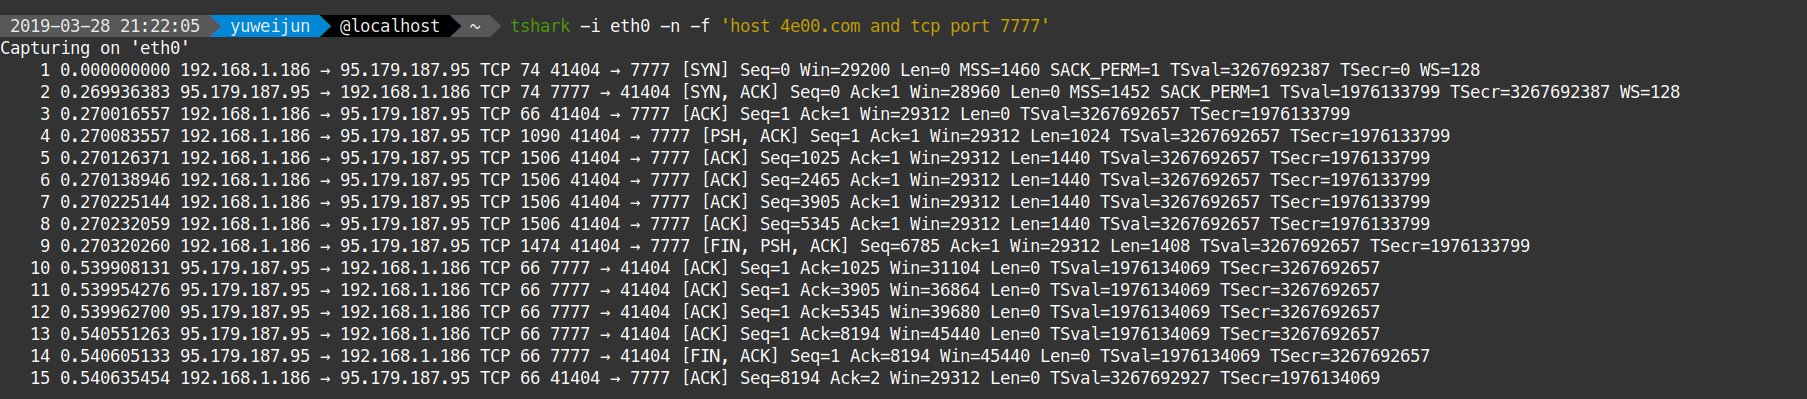 2019-03-28 21:22:05 yuweijun @localhost ~ tshark -i eth0 -n -f 'host 4e00.com and tcp port 7777'
Capturing on 'eth0'
1 0.000000000 192.168.1.186 → 95.179.187.95 TCP 74 41404 → 7777 [SYN] Seq=0 Win=29200 Len=0 MSS=1460 SACK_PERM=1 TSval=3267692387 TSecr=0 WS=128
2 0.269936383 95.179.187.95 → 192.168.1.186 TCP 74 7777 → 41404 [SYN, ACK] Seq=0 Ack=1 Win=28960 Len=0 MSS=1452 SACK_PERM=1 TSval=1976133799 TSecr=3267692387 WS=128
3 0.270016557 192.168.1.186 → 95.179.187.95 TCP 66 41404 → 7777 [ACK] Seq=1 Ack=1 Win=29312 Len=0 TSval=3267692657 TSecr=1976133799
4 0.270083557 192.168.1.186 → 95.179.187.95 TCP 1090 41404 → 7777 [PSH, ACK] Seq=1 Ack=1 Win=29312 Len=1024 TSval=3267692657 TSecr=1976133799
5 0.270126371 192.168.1.186 → 95.179.187.95 TCP 1506 41404 → 7777 [ACK] Seq=1025 Ack=1 Win=29312 Len=1440 TSval=3267692657 TSecr=1976133799
6 0.270138946 192.168.1.186 → 95.179.187.95 TCP 1506 41404 → 7777 [ACK] Seq=2465 Ack=1 Win=29312 Len=1440 TSval=3267692657 TSecr=1976133799
7 0.270225144 192.168.1.186 → 95.179.187.95 TCP 1506 41404 → 7777 [ACK] Seq=3905 Ack=1 Win=29312 Len=1440 TSval=3267692657 TSecr=1976133799
8 0.270232059 192.168.1.186 → 95.179.187.95 TCP 1506 41404 → 7777 [ACK] Seq=5345 Ack=1 Win=29312 Len=1440 TSval=3267692657 TSecr=1976133799
9 0.270320260 192.168.1.186 → 95.179.187.95 TCP 1474 41404 → 7777 [FIN, PSH, ACK] Seq=6785 Ack=1 Win=29312 Len=1408 TSval=3267692657 TSecr=1976133799
10 0.539908131 95.179.187.95 → 192.168.1.186 TCP 66 7777 → 41404 [ACK] Seq=1 Ack=1025 Win=31104 Len=0 TSval=1976134069 TSecr=3267692657
11 0.539954276 95.179.187.95 → 192.168.1.186 TCP 66 7777 → 41404 [ACK] Seq=1 Ack=3905 Win=36864 Len=0 TSval=1976134069 TSecr=3267692657
12 0.539962700 95.179.187.95 → 192.168.1.186 TCP 66 7777 → 41404 [ACK] Seq=1 Ack=5345 Win=39680 Len=0 TSval=1976134069 TSecr=3267692657
13 0.540551263 95.179.187.95 → 192.168.1.186 TCP 66 7777 → 41404 [ACK] Seq=1 Ack=8194 Win=45440 Len=0 TSval=1976134069 TSecr=3267692657
14 0.540605133 95.179.187.95 → 192.168.1.186 TCP 66 7777 → 41404 [FIN, ACK] Seq=1 Ack=8194 Win=45440 Len=0 TSval=1976134069 TSecr=3267692657
15 0.540635454 192.168.1.186 → 95.179.187.95 TCP 66 41404 → 7777 [ACK] Seq=8194 Ack=2 Win=29312 Len=0 TSval=3267692927 TSecr=1976134069